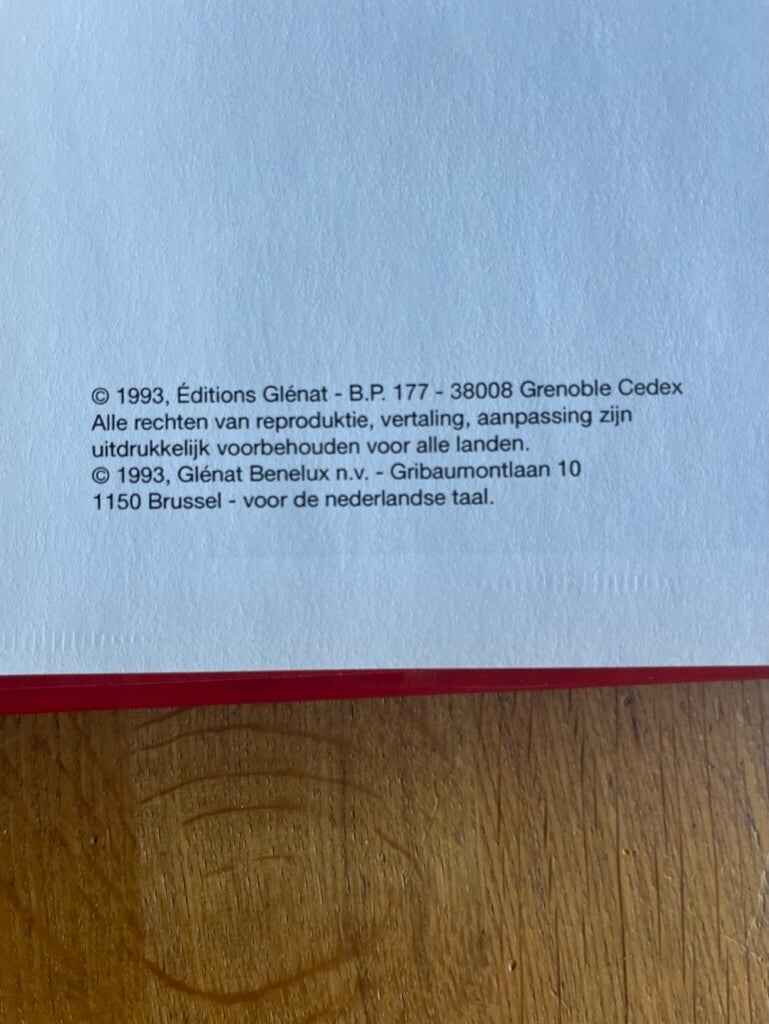 © 1993, Éditions Glénat - B.P. 177 - 38008 Grenoble Cedex
Alle rechten van reproduktie, vertaling, aanpassing zijn
uitdrukkelijk voorbehouden voor alle landen.
© 1993, Glénat Benelux n.v. - Gribaumontlaan 10
1150 Brussel - voor de nederlandse taal.